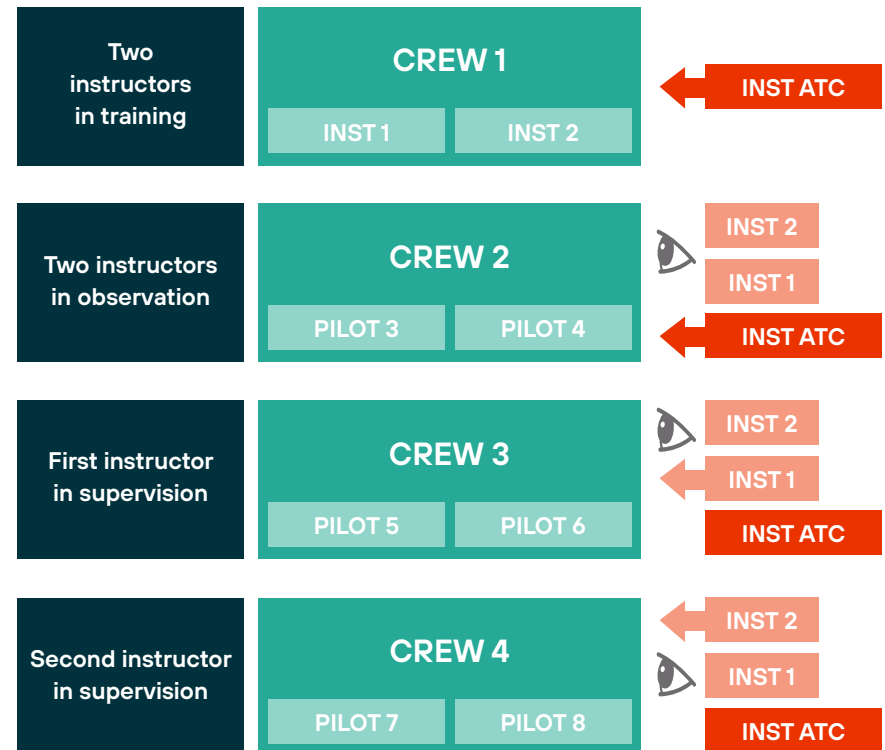 Two
instructors
in training
CREW 1
INST 1
INST 2
INST ATC
Two instructors
in observation
CREW 2
PILOT 3
PILOT 4
INST 2
INST 1
INST ATC
First instructor
in supervision
CREW 3
PILOT 5
PILOT 6
INST 2
INST 1
INST ATC
Second instructor
in supervision
CREW 4
PILOT 7
PILOT 8
INST 2
INST 1
INST ATC